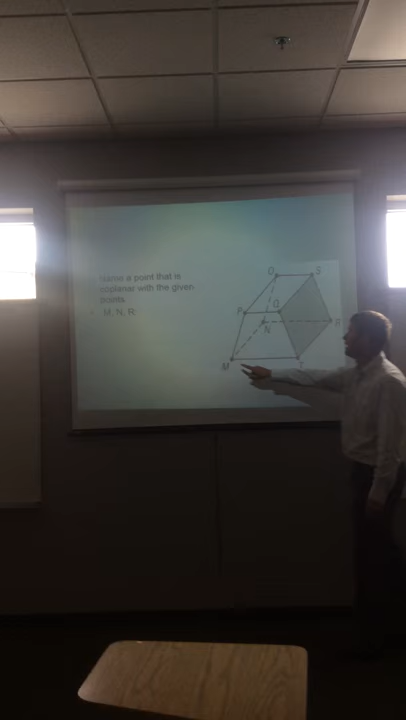 Name a point that is
coplanar with the given
points.
M, N, R;
O S
P Q
N R
M T